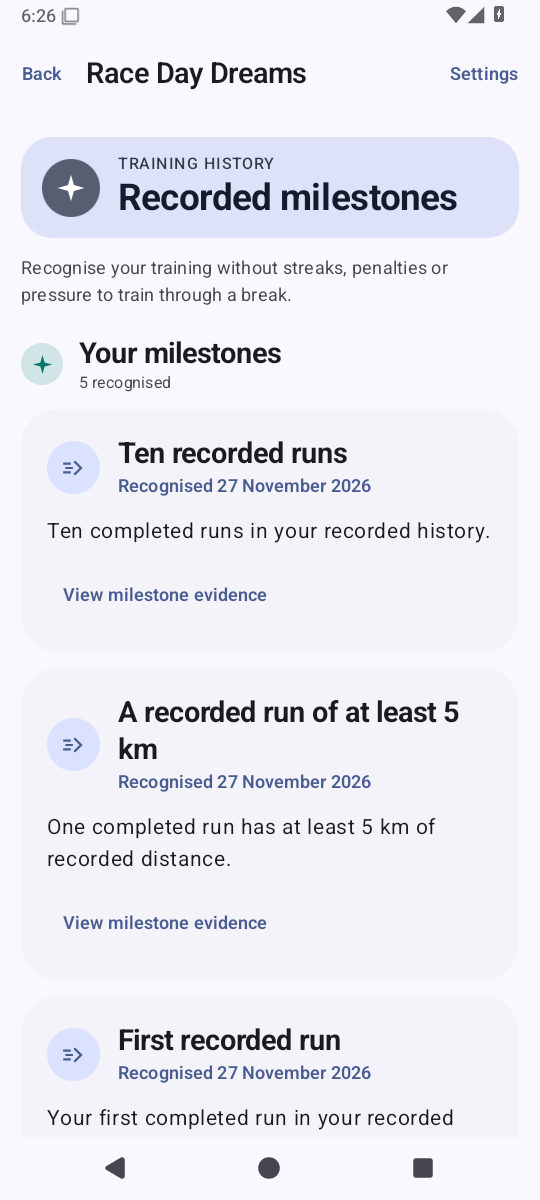 6:26
Back
Race Day Dreams
Settings
TRAINING HISTORY
Recorded milestones
Recognise your training without streaks, penalties or
pressure to train through a break.
Your milestones
5 recognised
Ten recorded runs
Recognised 27 November 2026
Ten completed runs in your recorded history.
View milestone evidence
A recorded run of at least 5
km
Recognised 27 November 2026
One completed run has at least 5 km of
recorded distance.
View milestone evidence
First recorded run
Recognised 27 November 2026
Your first completed run in your recorded